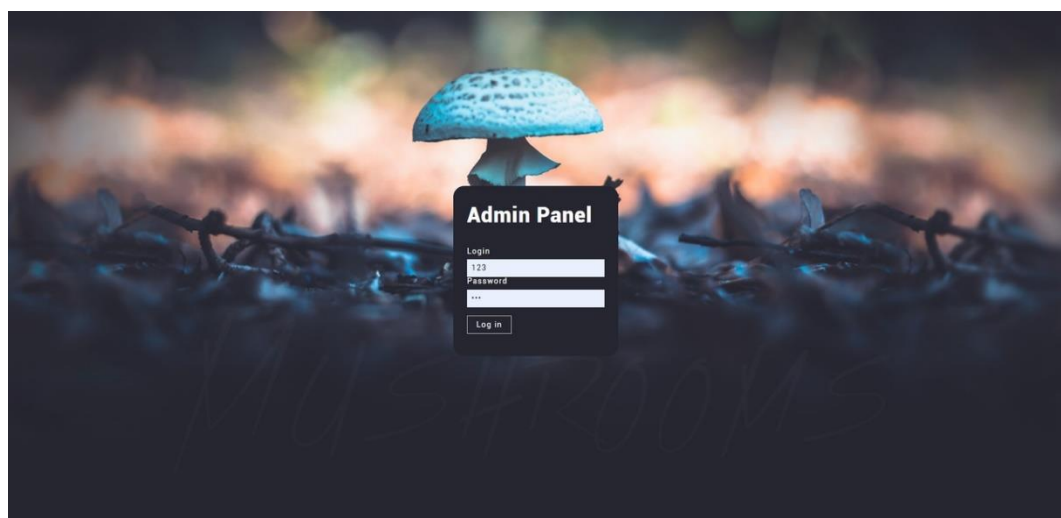 Admin Panel
Login
123
Password
•••
Log in
MUSHROOMS